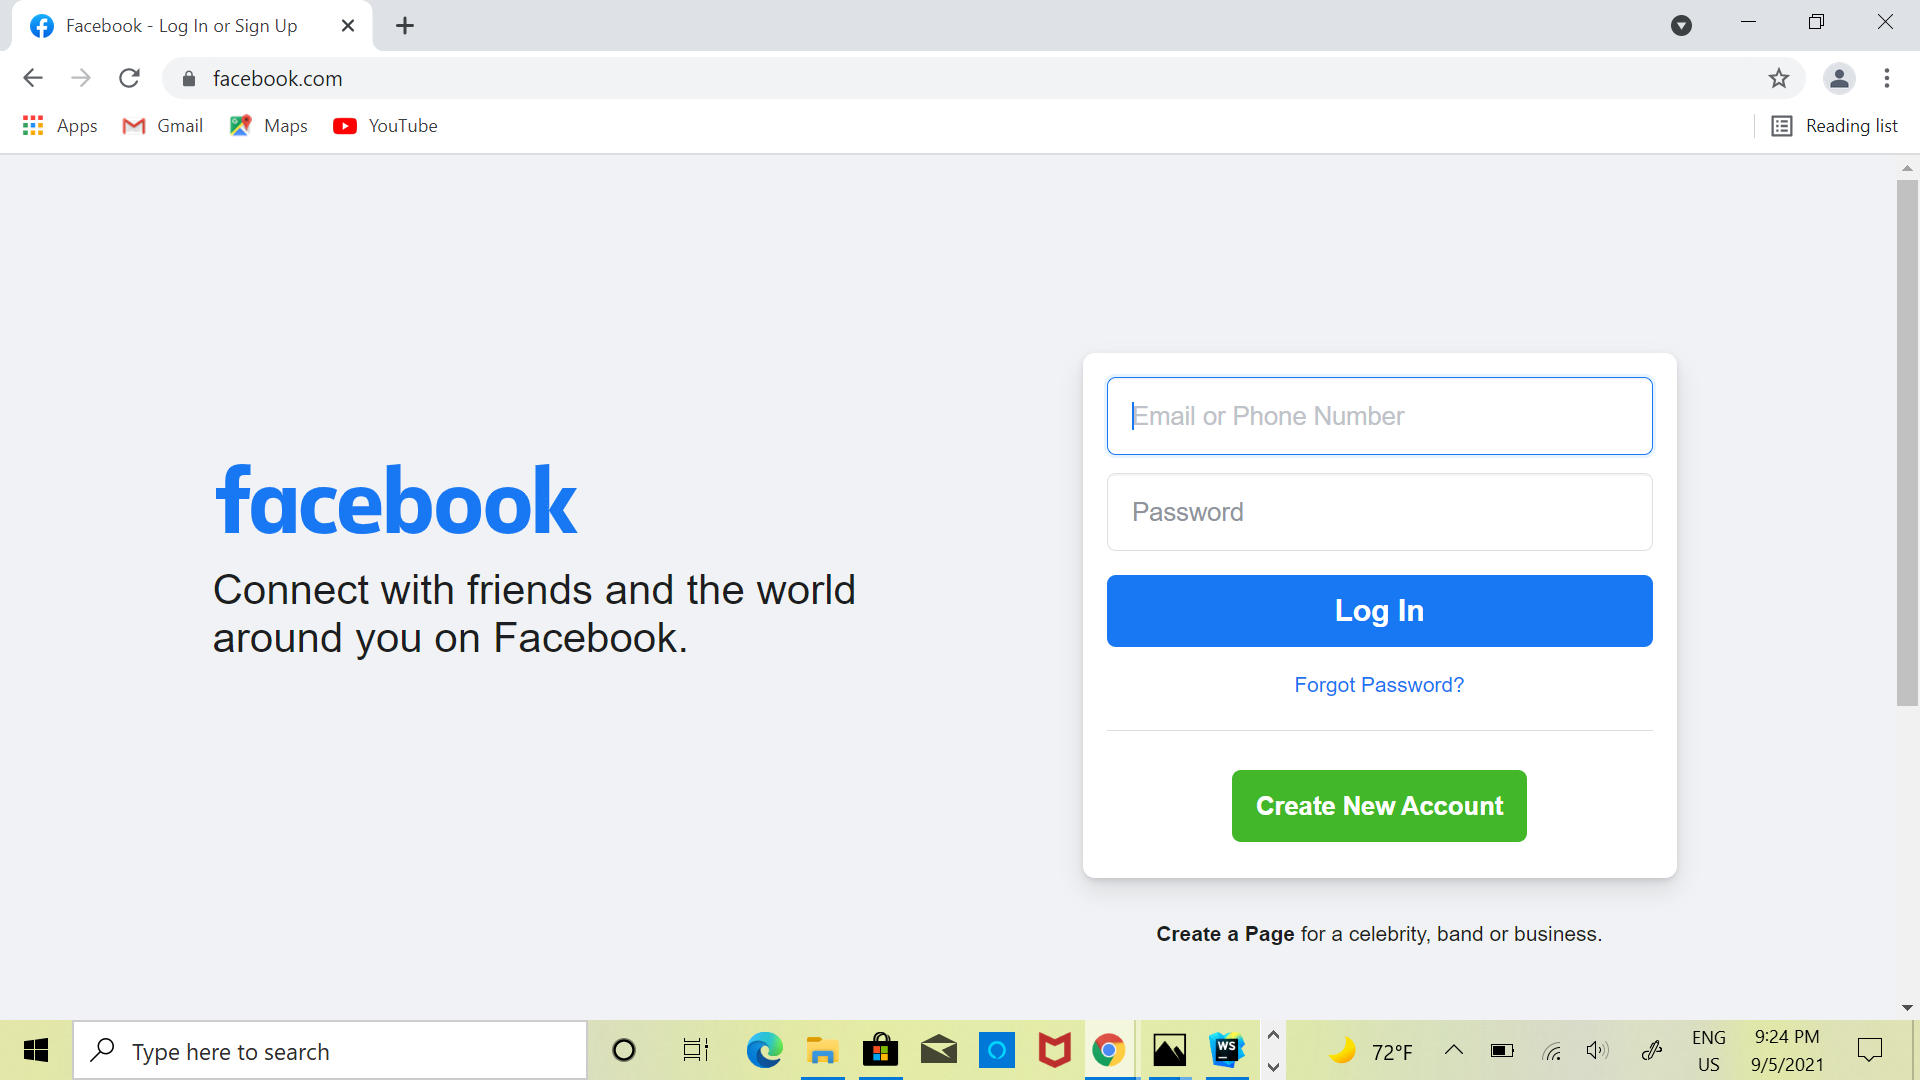 Facebook - Log In or Sign Up
facebook.com
Apps Gmail Maps YouTube Reading list
facebook
Connect with friends and the world
around you on Facebook.
Email or Phone Number
Password
Log In
Forgot Password?
Create New Account
Create a Page for a celebrity, band or business.
Type here to search
WS
72°F
ENG
US
9:24 PM
9/5/2021